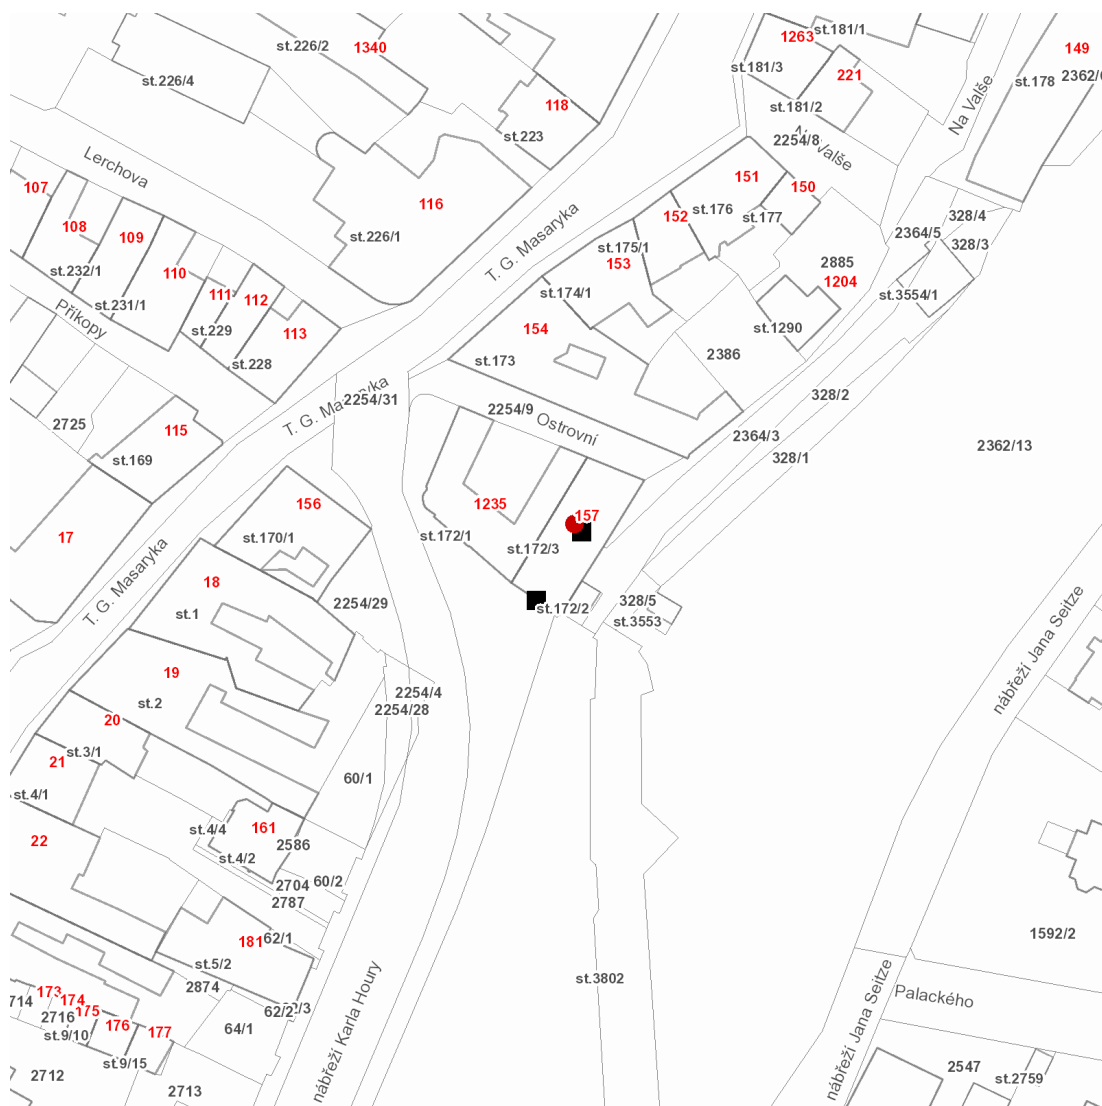 st.226/2
1340
1263
st.181/1
149
st.181/3
221
st.178
st.226/4
118
st.181/2
Na Valše
st.223
2254/8
Lerchova
151
107
150
108
116
152
st.176
st.177
328/4
109
2364/5
st.226/1
T. G. Masaryka
st.175/1
328/3
110
st.232/1
153
2885
1204
111
112
st.174/1
st.3554/1
st.231/1
Příkopy
st.229
113
154
st.1290
st.228
st.173
2386
T. G. Masaryka
2254/31
328/2
2725
115
2254/9
Ostrovní
2364/3
2362/13
st.169
328/1
17
156
1235
157
st.170/1
st.172/1
st.172/3
T. G. Masaryka
18
2254/29
328/5
st.1
st.172/2
st.3553
nábřeží Jana Seitze
19
2254/4
st.2
2254/28
20
st.3/1
21
60/1
st.4/1
st.4/4
161
22
2586
st.4/2
2704
60/2
2787
181
62/1
1592/2
st.5/2
st.3802
2874
173
174
175
176
177
2716
62/2
64/1
st.9/10
st.9/15
nábřeží Karla Houry
nábřeží Jana Seitze
Palackého
2712
2713
2547
st.2759